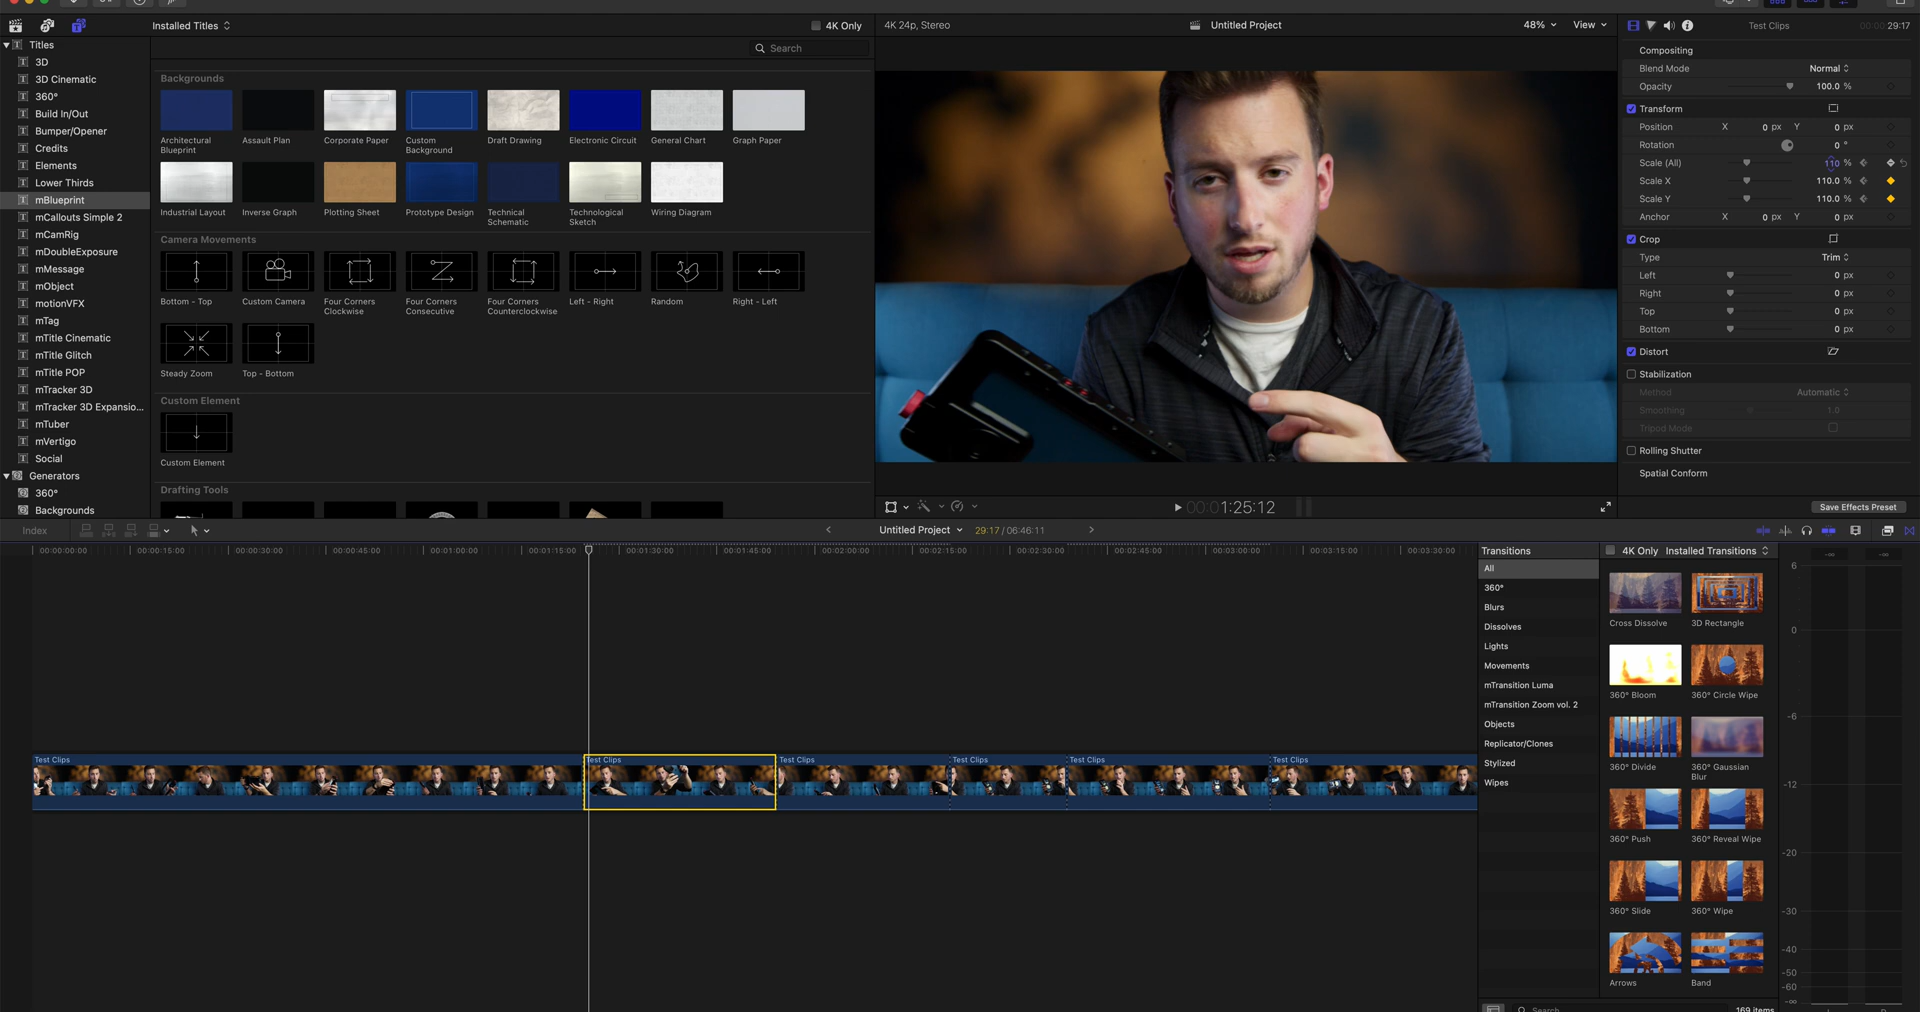 Installed Titles
4K Only
4K 24p, Stereo
Untitled Project
48%
View
Test Clips
00:00:29:17
Search
Titles
3D
3D Cinematic
360°
Build In/Out
Bumper/Opener
Credits
Elements
Lower Thirds
mBlueprint
mCallouts Simple 2
mCamRig
mDoubleExposure
mMessage
mObject
motionVFX
mTag
mTitle Cinematic
mTitle Glitch
mTitle POP
mTracker 3D
mTracker 3D Expansio...
mTuber
mVertigo
Social
Generators
360°
Backgrounds
Backgrounds
Architectural Blueprint
Assault Plan
Corporate Paper
Custom Background
Draft Drawing
Electronic Circuit
General Chart
Graph Paper
Industrial Layout
Inverse Graph
Plotting Sheet
Prototype Design
Technical Schematic
Technological Sketch
Wiring Diagram
Camera Movements
Bottom - Top
Custom Camera
Four Corners Clockwise
Four Corners Consecutive
Four Corners Counterclockwise
Left - Right
Random
Right - Left
Steady Zoom
Top - Bottom
Custom Element
Custom Element
Drafting Tools
Compositing
Blend Mode Normal
Opacity 100.0 %
Transform
Position X 0 px Y 0 px
Rotation 0 °
Scale (All) 110 %
Scale X 110.0 %
Scale Y 110.0 %
Anchor X 0 px Y 0 px
Crop
Type Trim
Left 0 px
Right 0 px
Top 0 px
Bottom 0 px
Distort
Stabilization
Method Automatic
Smoothing 1.0
Tripod Mode
Rolling Shutter
Spatial Conform
Save Effects Preset
00:01:25:12
Index
Untitled Project
29:17 / 06:46:11
00:00:00:00
00:00:15:00
00:00:30:00
00:00:45:00
00:01:00:00
00:01:15:00
00:01:30:00
00:01:45:00
00:02:00:00
00:02:15:00
00:02:30:00
00:02:45:00
00:03:00:00
00:03:15:00
00:03:30:00
Test Clips
Test Clips
Test Clips
Test Clips
Test Clips
Test Clips
Transitions
4K Only
Installed Transitions
All
360°
Blurs
Dissolves
Lights
Movements
mTransition Luma
mTransition Zoom vol. 2
Objects
Replicator/Clones
Stylized
Wipes
Cross Dissolve
3D Rectangle
360° Bloom
360° Circle Wipe
360° Divide
360° Gaussian Blur
360° Push
360° Reveal Wipe
360° Slide
360° Wipe
Arrows
Band
Search
169 items
-∞
-∞
6
0
-6
-12
-20
-30
-40
-50
-60
-∞